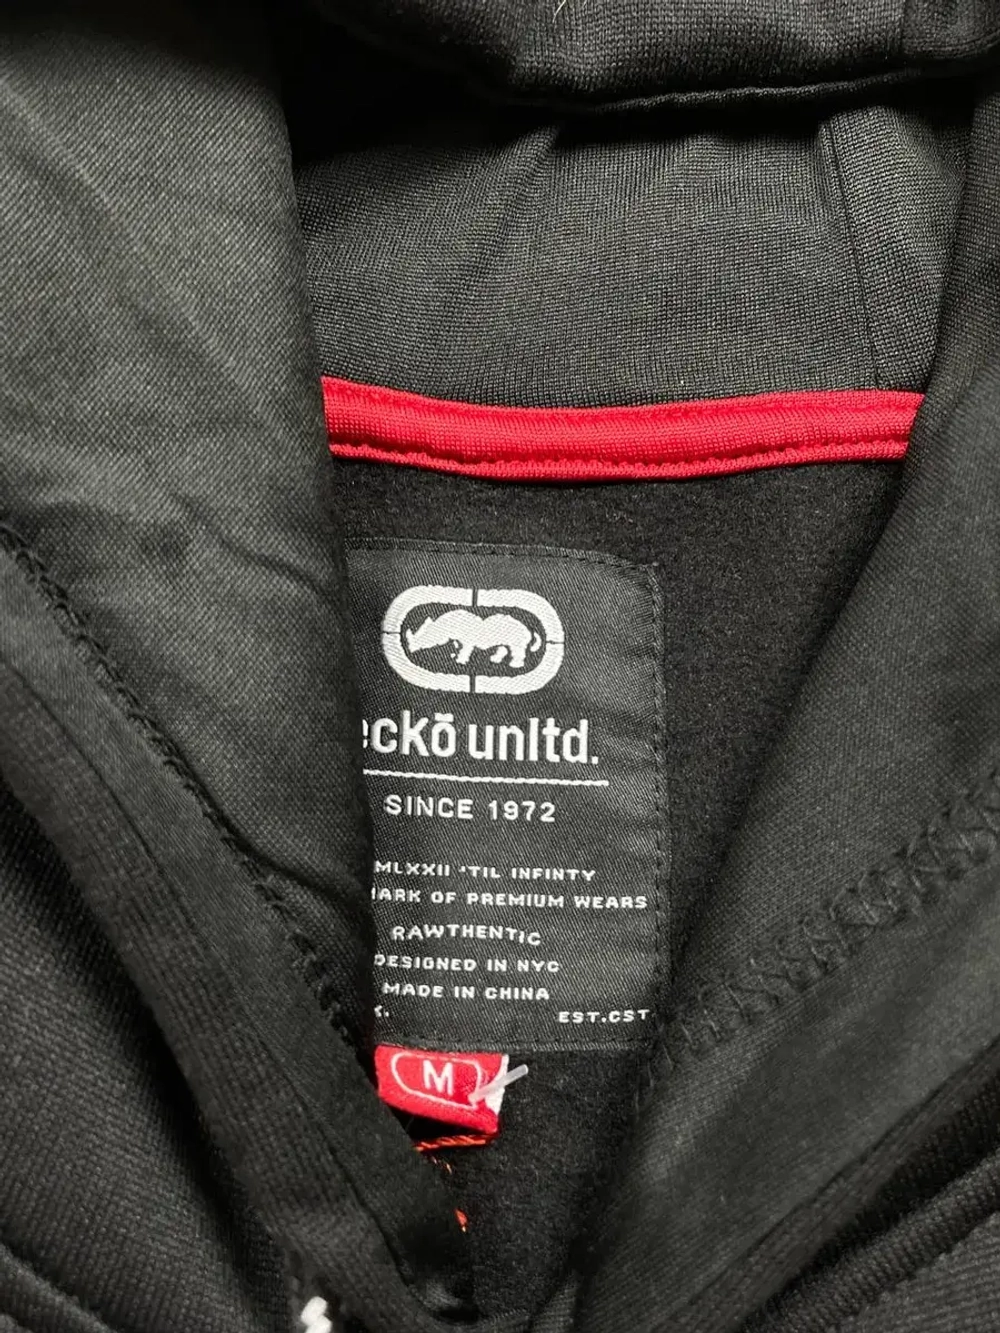 eckō unltd.
SINCE 1972
MLXXII 'TIL INFINTY
MARK OF PREMIUM WEARS
RAWTHENTIC
DESIGNED IN NYC
MADE IN CHINA
EST.CST
M